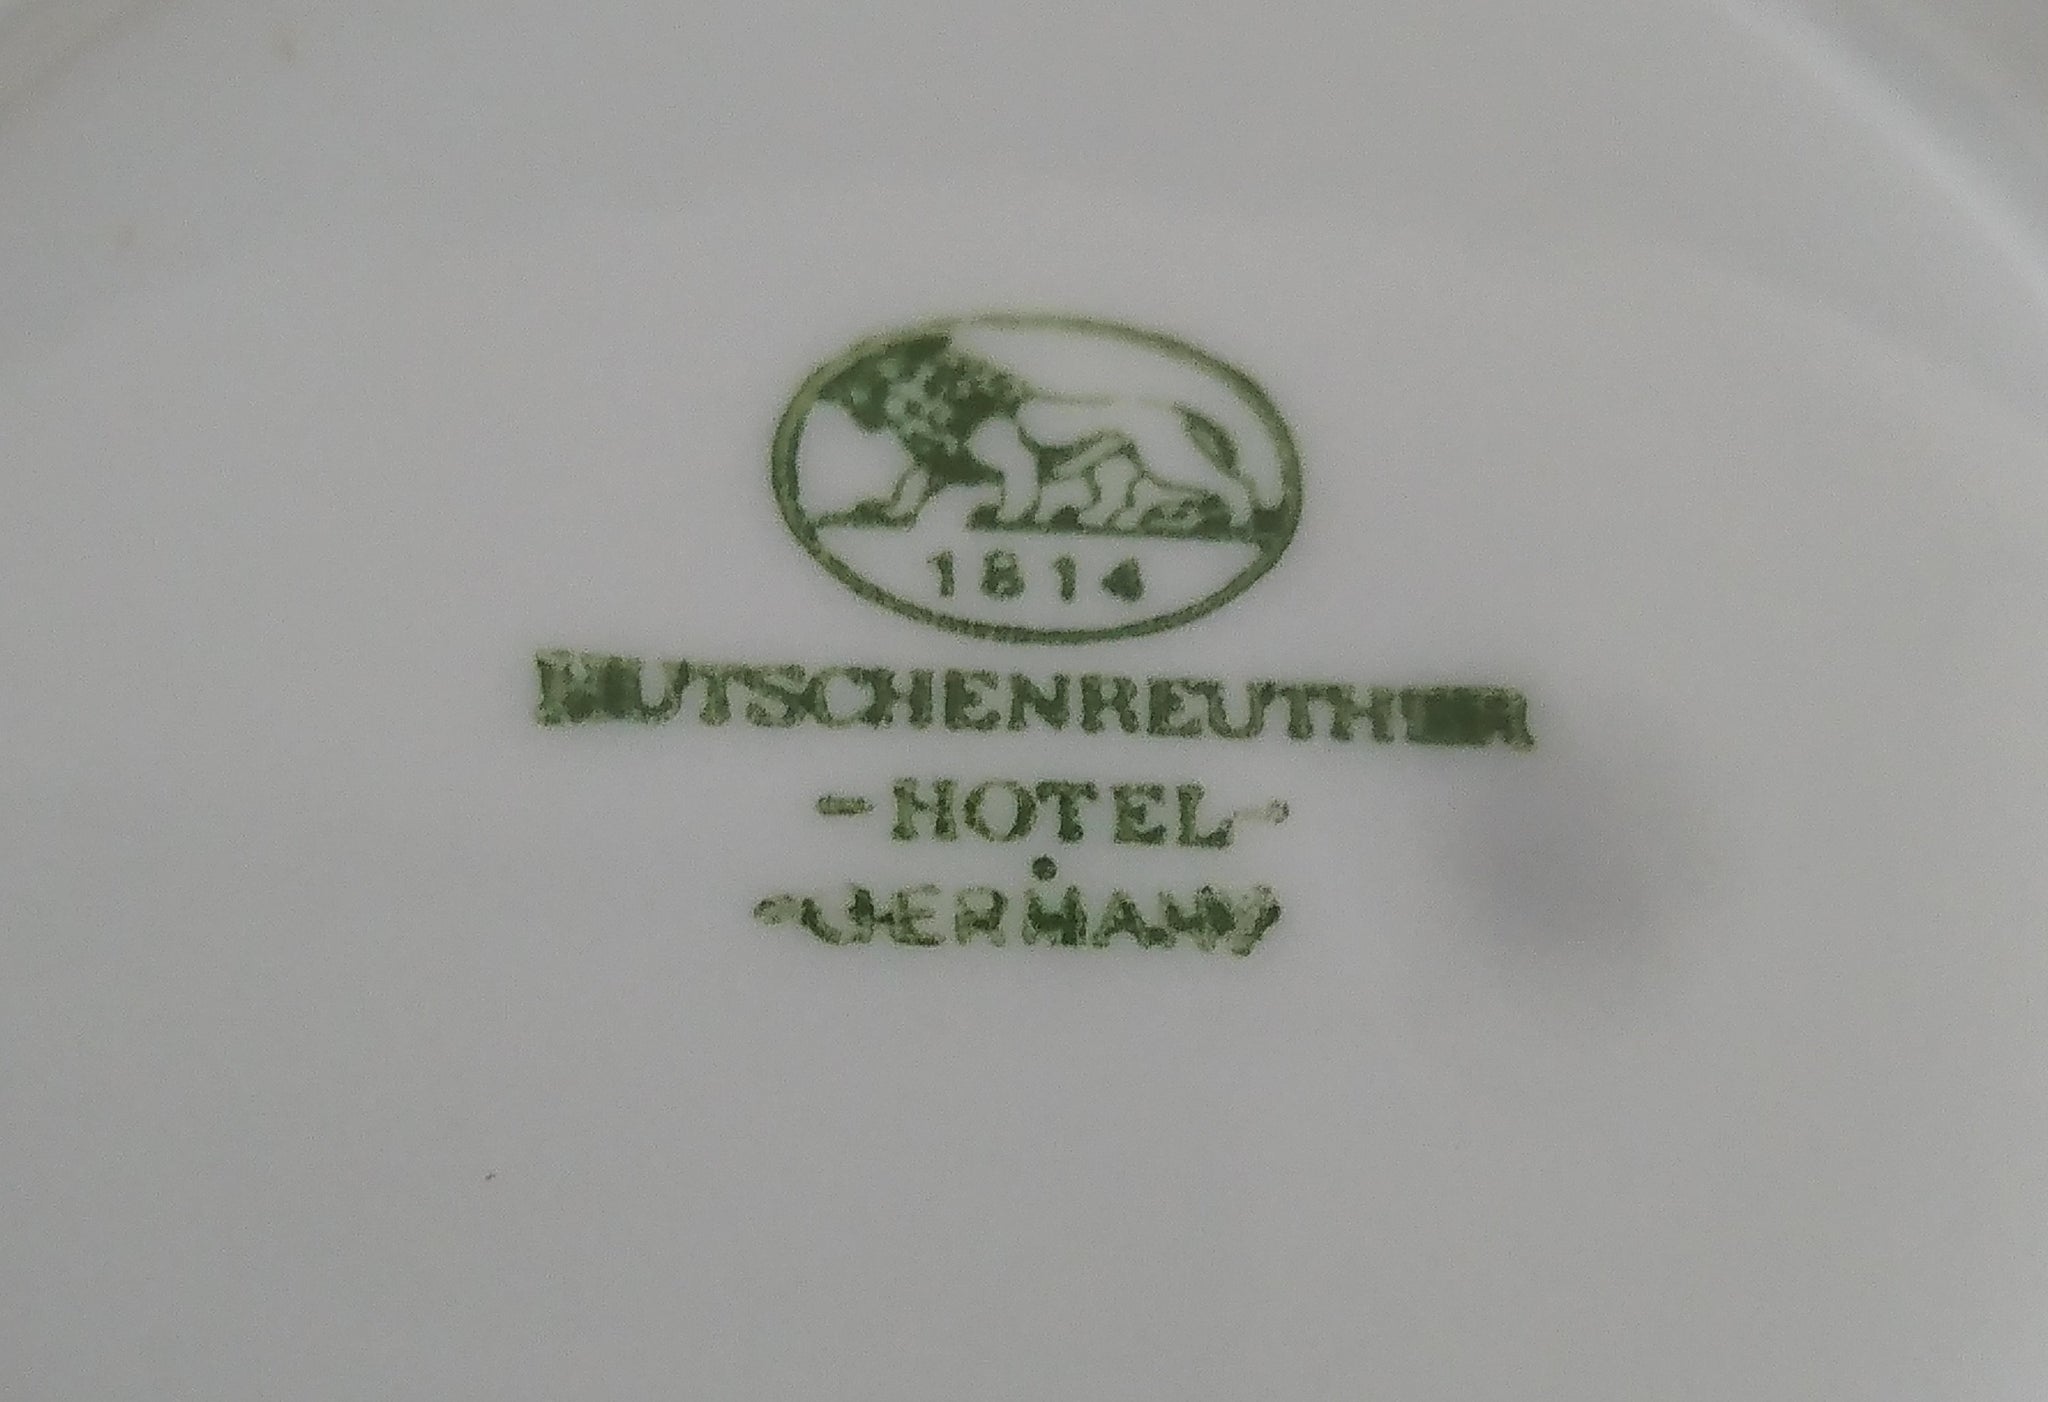 1814
HUTSCHENREUTHER
- HOTEL -
GERMANY